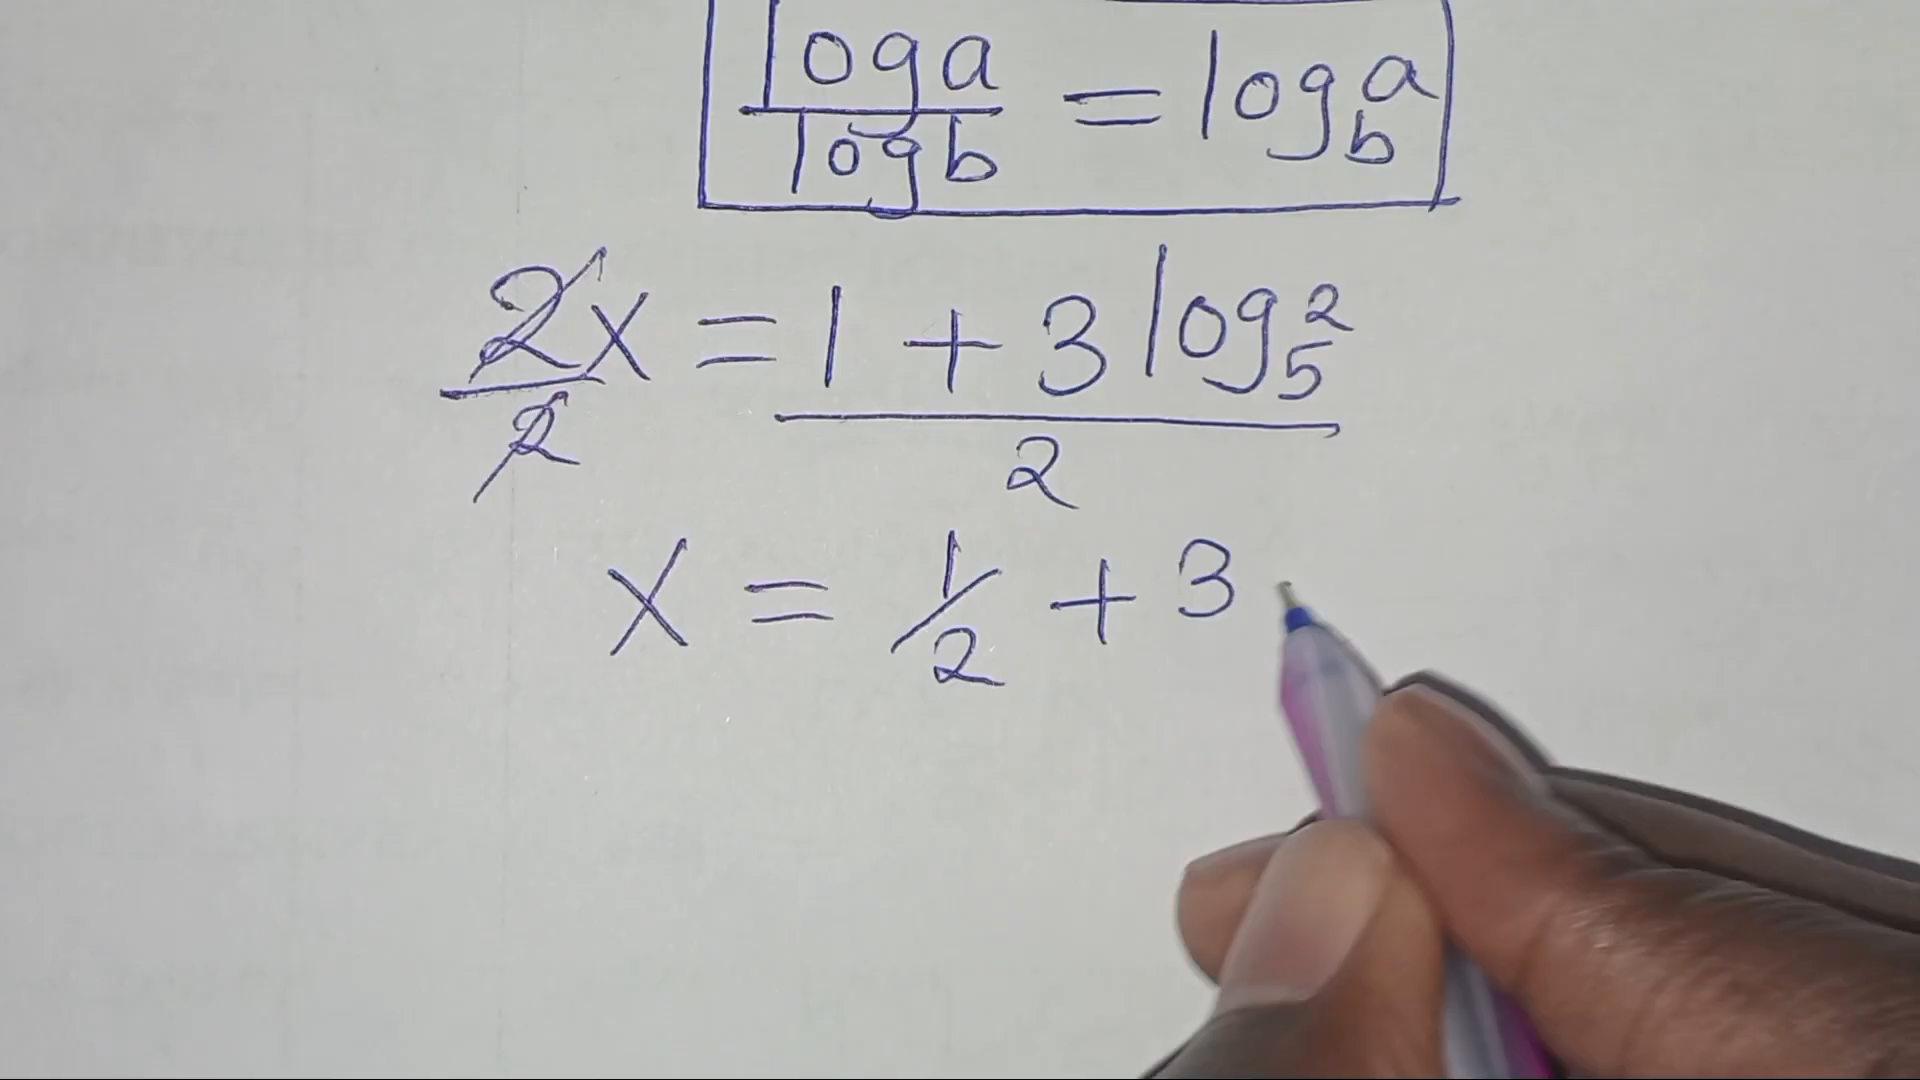 log a / log b = log_b^a
2x/2 = (1 + 3 log_5^2)/2
x = 1/2 + 3